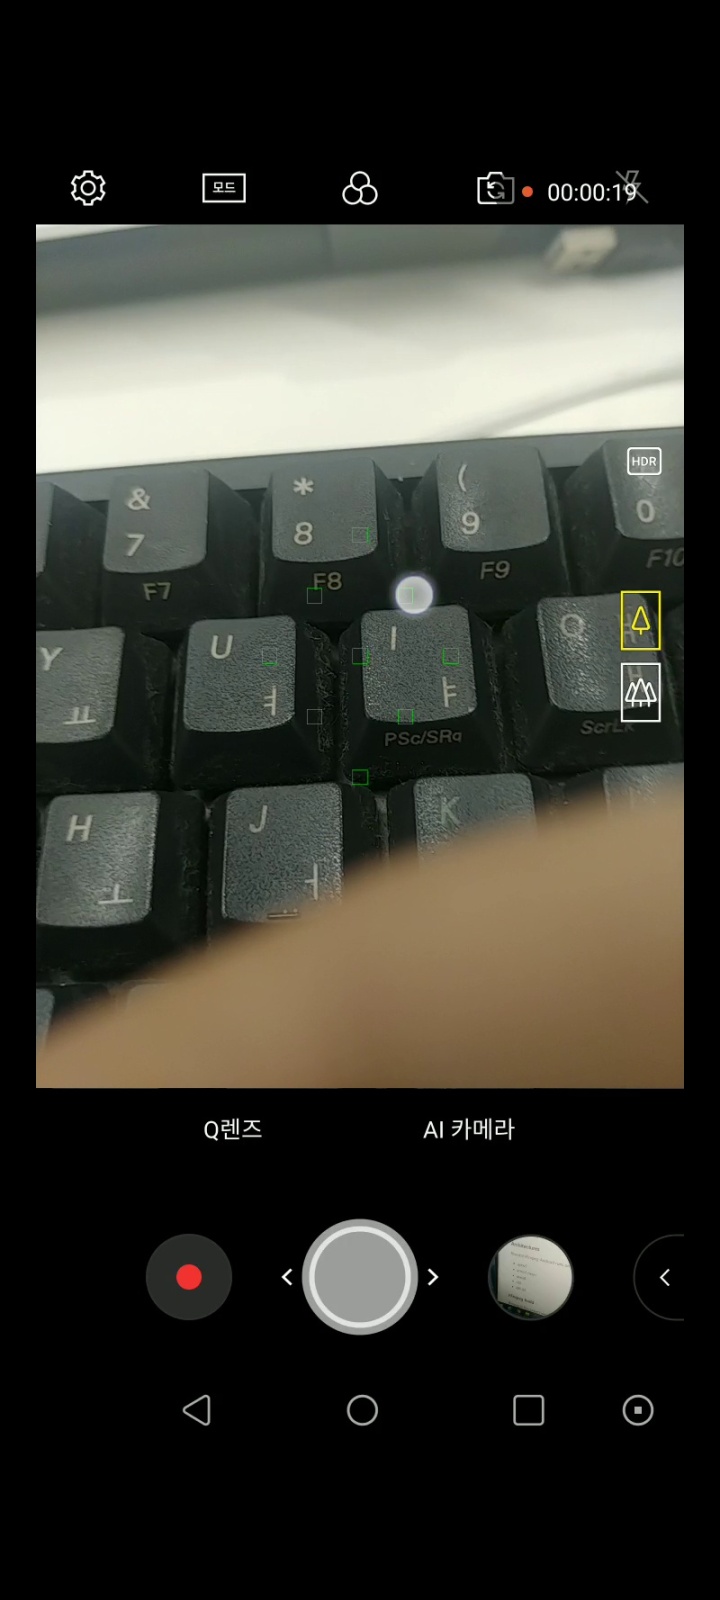 모드
00:00:19
HDR
&
7
F7
*
8
F8
(
9
F9
0
F10
Y
ㅛ
U
ㅕ
I
ㅑ
PSc/SRq
O
ScrLk
H
ㅗ
J
ㅓ
K
Q렌즈
AI 카메라
Architectures